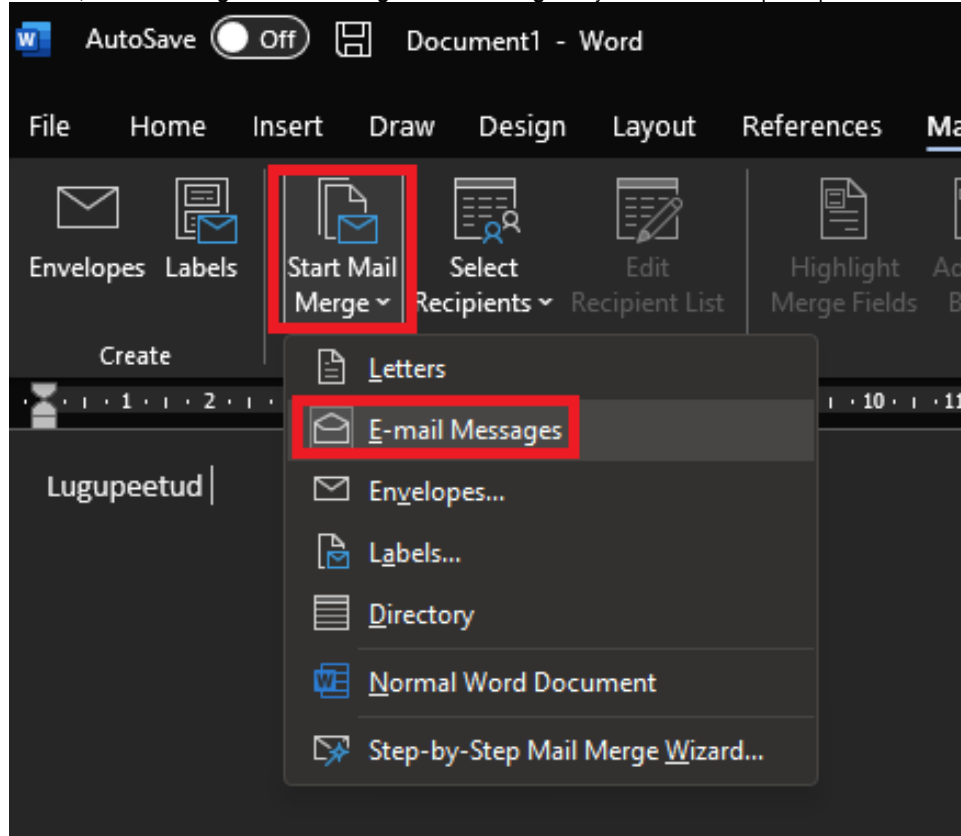 AutoSave Off Document1 - Word
File Home Insert Draw Design Layout References
Envelopes Labels Start Mail Merge Select Recipients Edit Recipient List Highlight Merge Fields
Create
Letters
1 2 10 11
E-mail Messages
Lugupeetud
Envelopes...
Labels...
Directory
Normal Word Document
Step-by-Step Mail Merge Wizard...